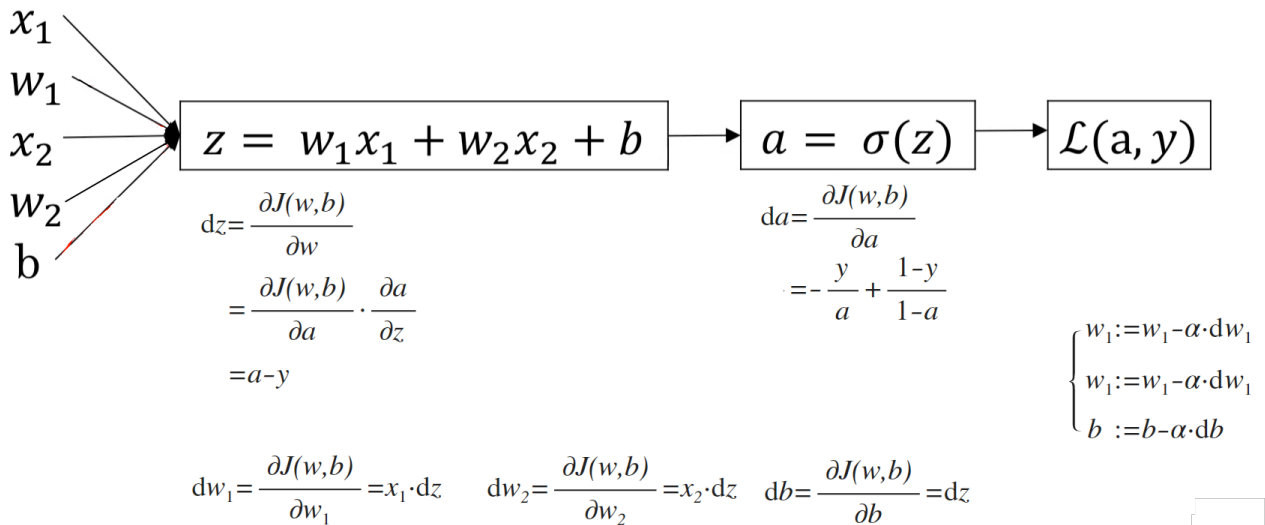 x₁
w₁
x₂
w₂
b
z = w₁x₁ + w₂x₂ + b
a = σ(z)
ℒ(a, y)
dz=∂J(w,b)/∂w
=∂J(w,b)/∂a · ∂a/∂z
=a-y
da=∂J(w,b)/∂a
=-y/a+1-y/1-a
w₁:=w₁-α·dw₁
w₁:=w₁-α·dw₁
b :=b-α·db
dw₁=∂J(w,b)/∂w₁=x₁·dz
dw₂=∂J(w,b)/∂w₂=x₂·dz
db=∂J(w,b)/∂b=dz